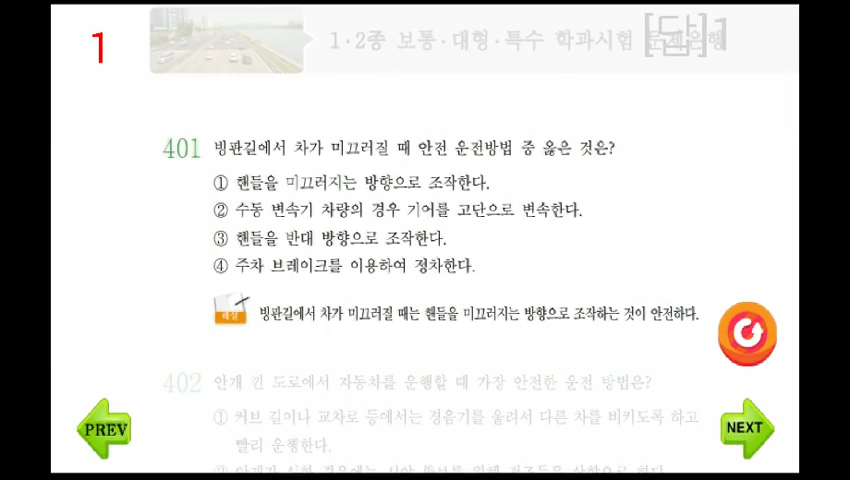 1
1·2종 보통·대형·특수 학과시험 문제은행
[답]1
401 빙판길에서 차가 미끄러질 때 안전 운전방법 중 옳은 것은?
① 핸들을 미끄러지는 방향으로 조작한다.
② 수동 변속기 차량의 경우 기어를 고단으로 변속한다.
③ 핸들을 반대 방향으로 조작한다.
④ 주차 브레이크를 이용하여 정차한다.
해설 빙판길에서 차가 미끄러질 때는 핸들을 미끄러지는 방향으로 조작하는 것이 안전하다.
402 안개 낀 도로에서 자동차를 운행할 때 가장 안전한 운전 방법은?
① 커브 길이나 교차로 등에서는 경음기를 울려서 다른 차를 비키도록 하고
빨리 운행한다.
PREV
NEXT